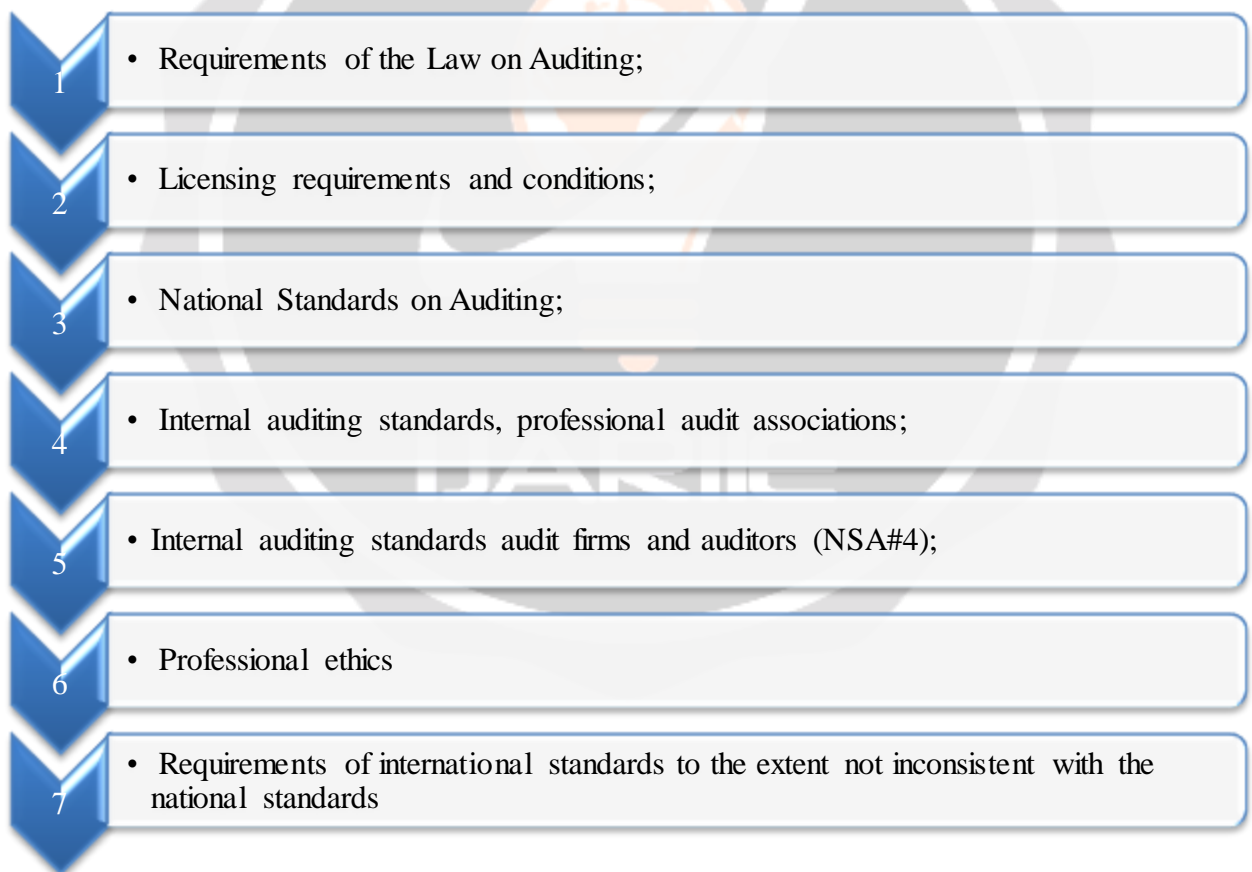 1
• Requirements of the Law on Auditing;
2
• Licensing requirements and conditions;
3
• National Standards on Auditing;
4
• Internal auditing standards, professional audit associations;
5
• Internal auditing standards audit firms and auditors (NSA#4);
6
• Professional ethics
7
• Requirements of international standards to the extent not inconsistent with the
national standards
IJARIIE